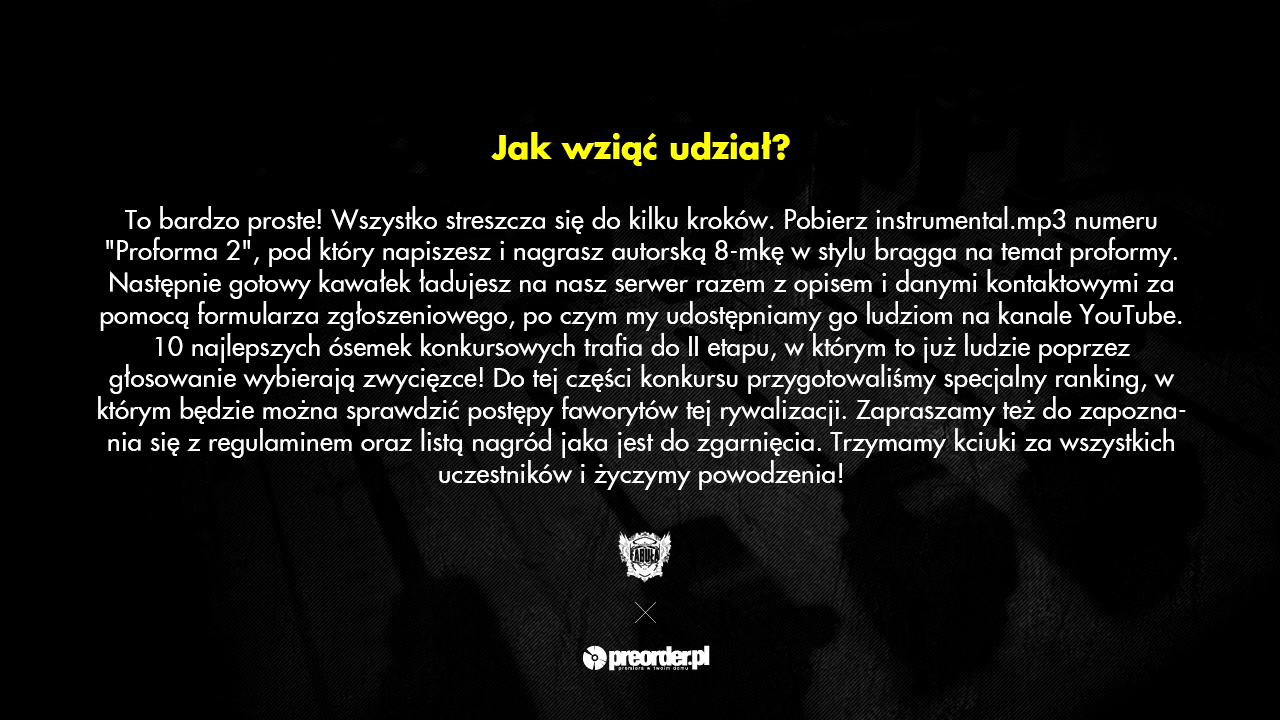 Jak wziąć udział?
To bardzo proste! Wszystko streszcza się do kilku kroków. Pobierz instrumental.mp3 numeru
"Proforma 2", pod który napiszesz i nagrasz autorską 8-mkę w stylu bragga na temat proformy.
Następnie gotowy kawałek ładujesz na nasz serwer razem z opisem i danymi kontaktowymi za
pomocą formularza zgłoszeniowego, po czym my udostępniamy go ludziom na kanale YouTube.
10 najlepszych ósemek konkursowych trafia do II etapu, w którym to już ludzie poprzez
głosowanie wybierają zwycięzce! Do tej części konkursu przygotowaliśmy specjalny ranking, w
którym będzie można sprawdzić postępy faworytów tej rywalizacji. Zapraszamy też do zapozna-
nia się z regulaminem oraz listą nagród jaka jest do zgarnięcia. Trzymamy kciuki za wszystkich
uczestników i życzymy powodzenia!
FABUŁA
preorder.pl
premiera w twoim domu